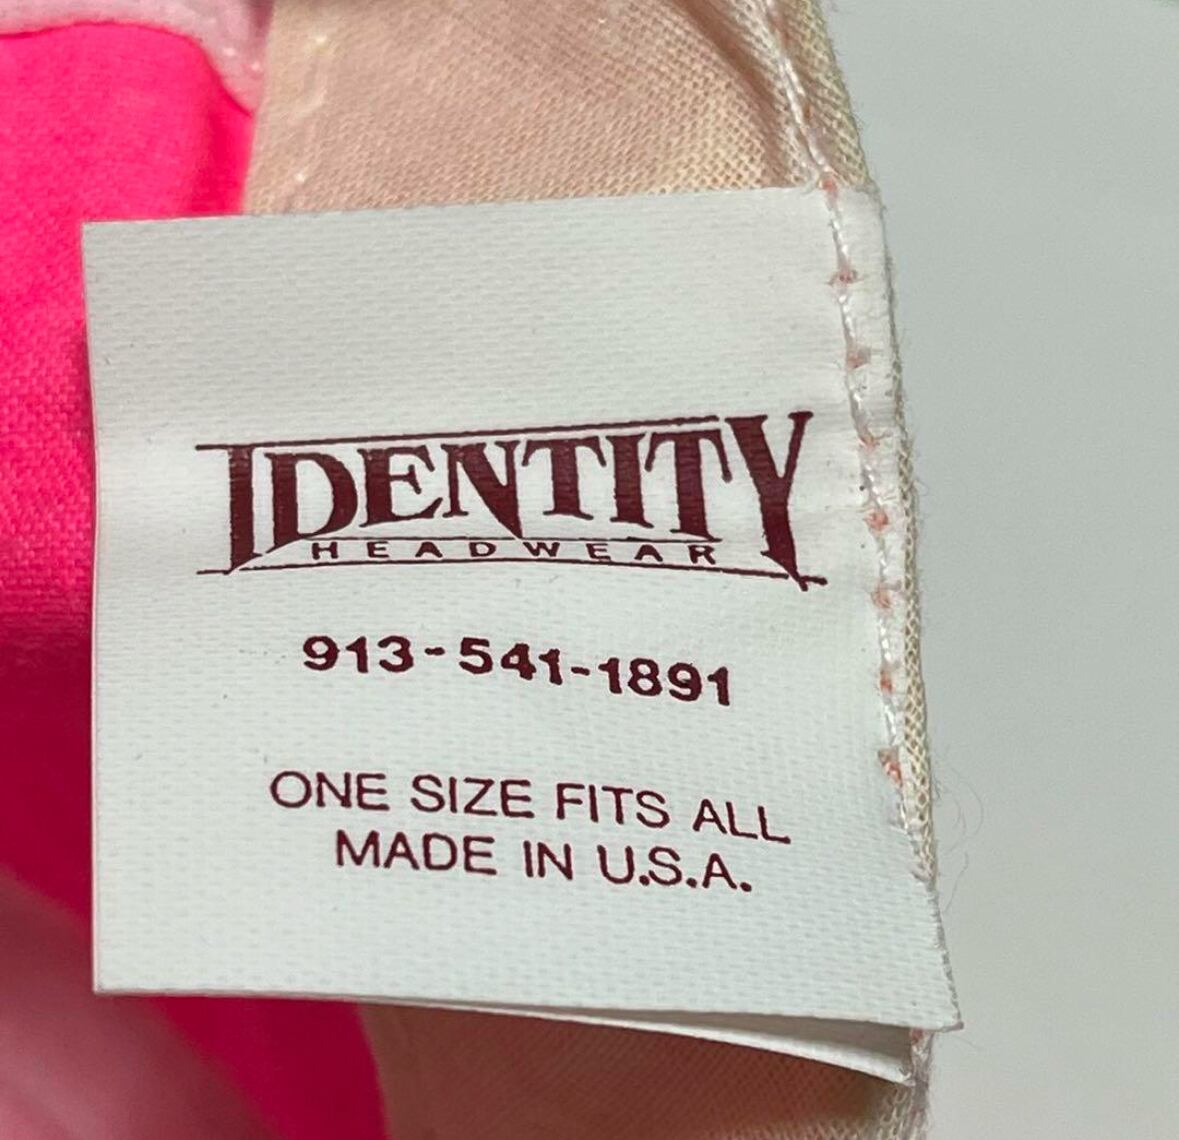 IDENTITY
HEADWEAR
913-541-1891
ONE SIZE FITS ALL
MADE IN U.S.A.